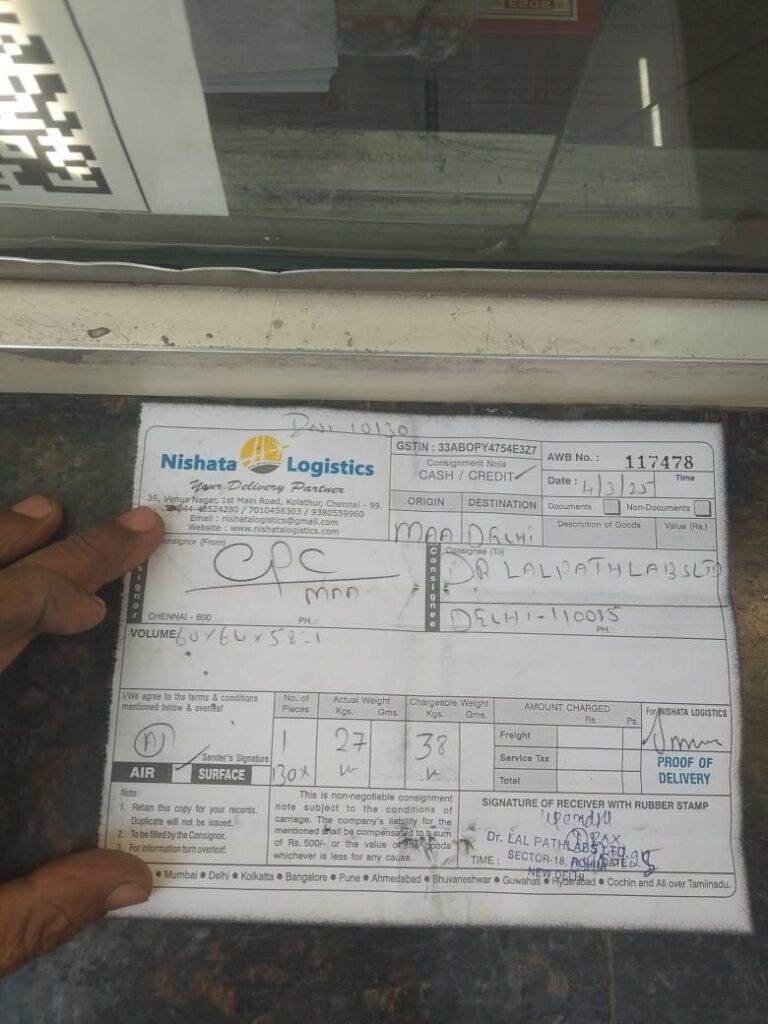 10130
Nishata Logistics
Your Delivery Partner
36, Venus Nagar, 1st Main Road, Kolathur, Chennai - 99.
044-48524280 / 7010458303 / 9380559960
Email : nishatalogistics@gmail.com
Website : www.nishatalogistics.com
GSTIN : 33ABOPY4754E3Z7
Consignment Note
CASH / CREDIT ✓
ORIGIN DESTINATION
MAA DELHI
AWB No. : 117478
Date : 4/3/25 Time
Documents Non-Documents
Description of Goods Value (Rs.)
Consignor
Consignor (From)
CPC
MAA
CHENNAI - 600 PH. :
Consignee
Consignee (To)
DR LALPATHLABS LTD
DELHI-110085
PH. :
VOLUME 60x60x58-1
I/We agree to the terms & conditions
mentioned below & overleaf
A
Sender's Signature
AIR ✓ SURFACE
No. of Pieces
1
Box
Actual Weight
Kgs. Gms.
27
Chargeable Weight
Kgs. Gms.
38
AMOUNT CHARGED
Rs. Ps.
Freight
Service Tax
Total
For NISHATA LOGISTICS
PROOF OF
DELIVERY
Note:
1. Retain this copy for your records.
Duplicate will not be issued.
2. To be filled by the Consignor.
3. For information turn overleaf.
This is non-negotiable consignment
note subject to the conditions of
carriage. The company's liability for the
mentioned shall be compensated to a sum
of Rs. 500/- or the value of the goods
whichever is less for any cause.
SIGNATURE OF RECEIVER WITH RUBBER STAMP
Dr. LAL PATHLABS LTD.
TIME : SECTOR-18, ROHINI DATE
NEW DELHI
● Mumbai ● Delhi ● Kolkatta ● Bangalore ● Pune ● Ahmedabad ● Bhuvaneshwar ● Guwahati ● Hyderabad ● Cochin and All over Tamilnadu.